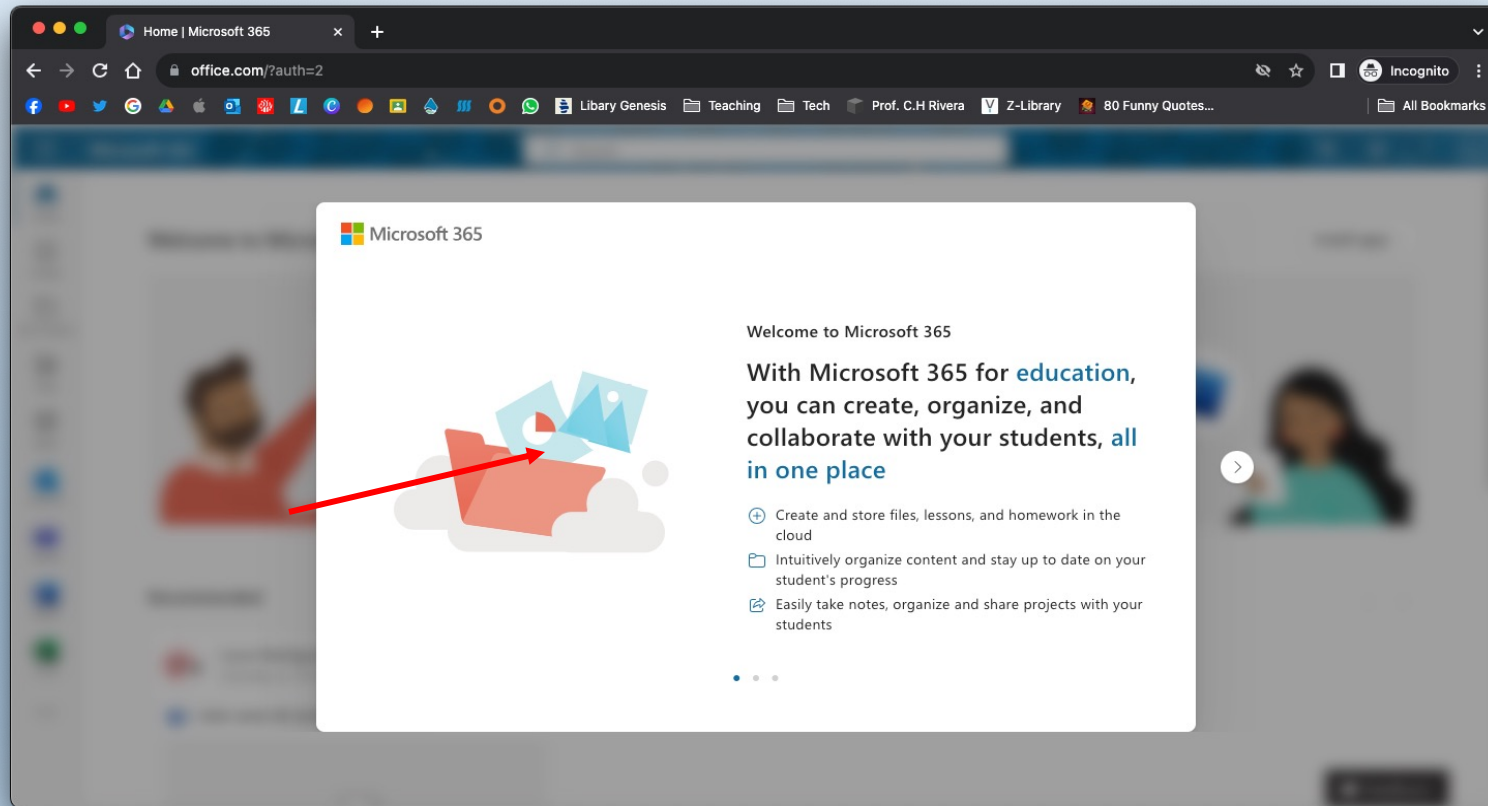 Home | Microsoft 365
office.com/?auth=2
Incognito
Libary Genesis
Teaching
Tech
Prof. C.H Rivera
Z-Library
80 Funny Quotes...
All Bookmarks
Microsoft 365
Welcome to Microsoft 365
With Microsoft 365 for education,
you can create, organize, and
collaborate with your students, all
in one place
Create and store files, lessons, and homework in the
cloud
Intuitively organize content and stay up to date on your
student's progress
Easily take notes, organize and share projects with your
students